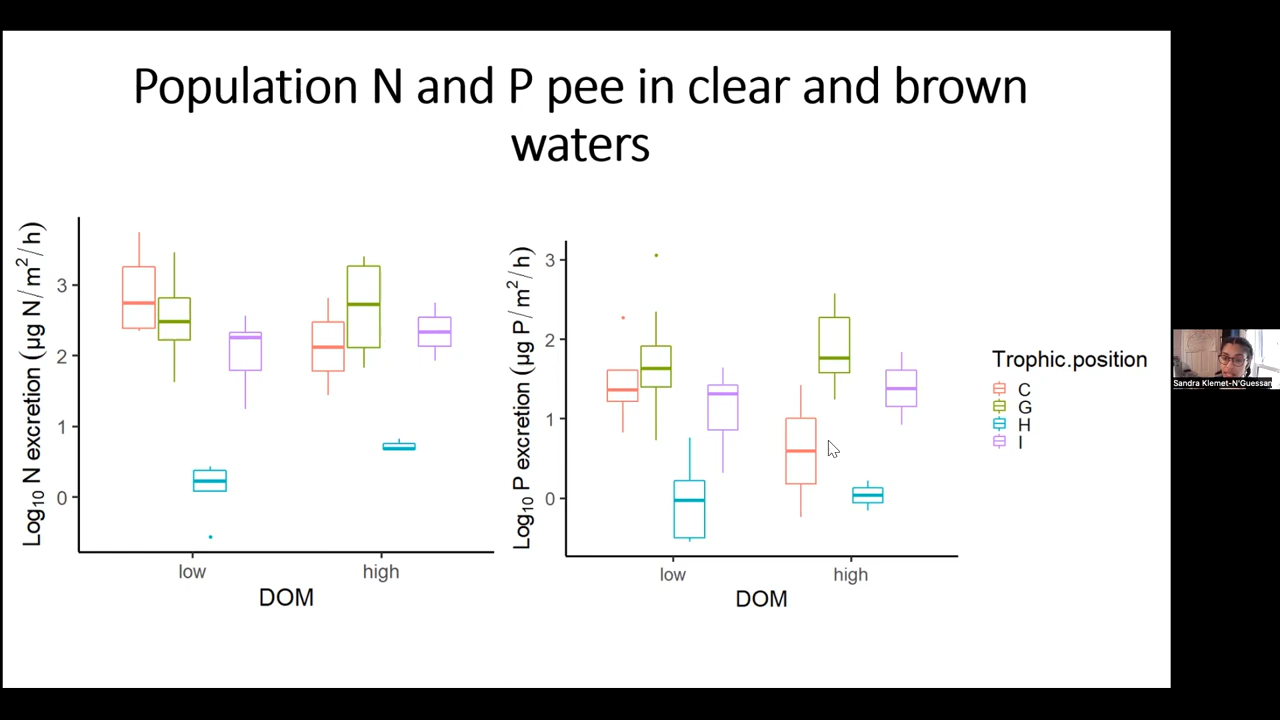 Population N and P pee in clear and brown
waters
Log10 N excretion (µg N/m²/h)
3
2
1
0
low
high
DOM
Log10 P excretion (µg P/m²/h)
3
2
1
0
low
high
DOM
Trophic.position
C
G
H
I
Sandra Klemet-N'Guessan